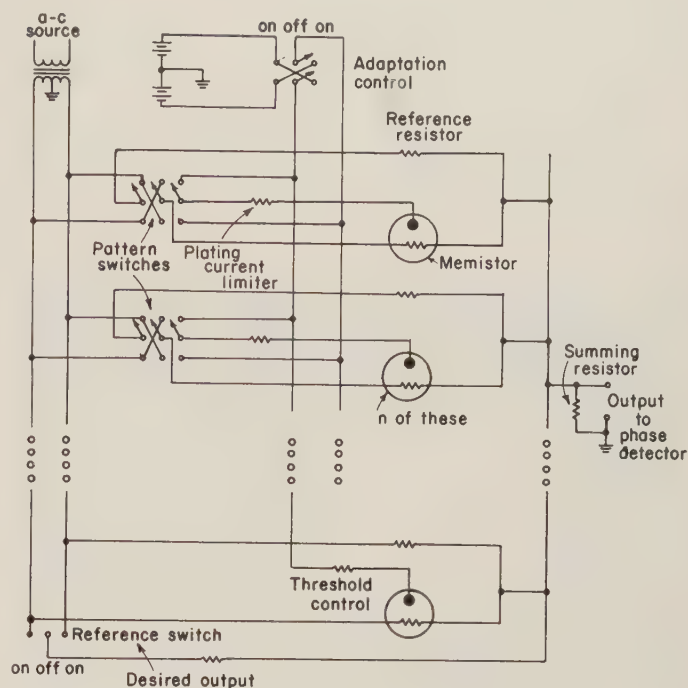 a-c
source
on off on
Adaptation
control
Reference
resistor
Pattern
switches
Plating
current
limiter
Memistor
Summing
resistor
n of these
Output
to
phase
detector
Threshold
control
Reference switch
on off on
Desired output